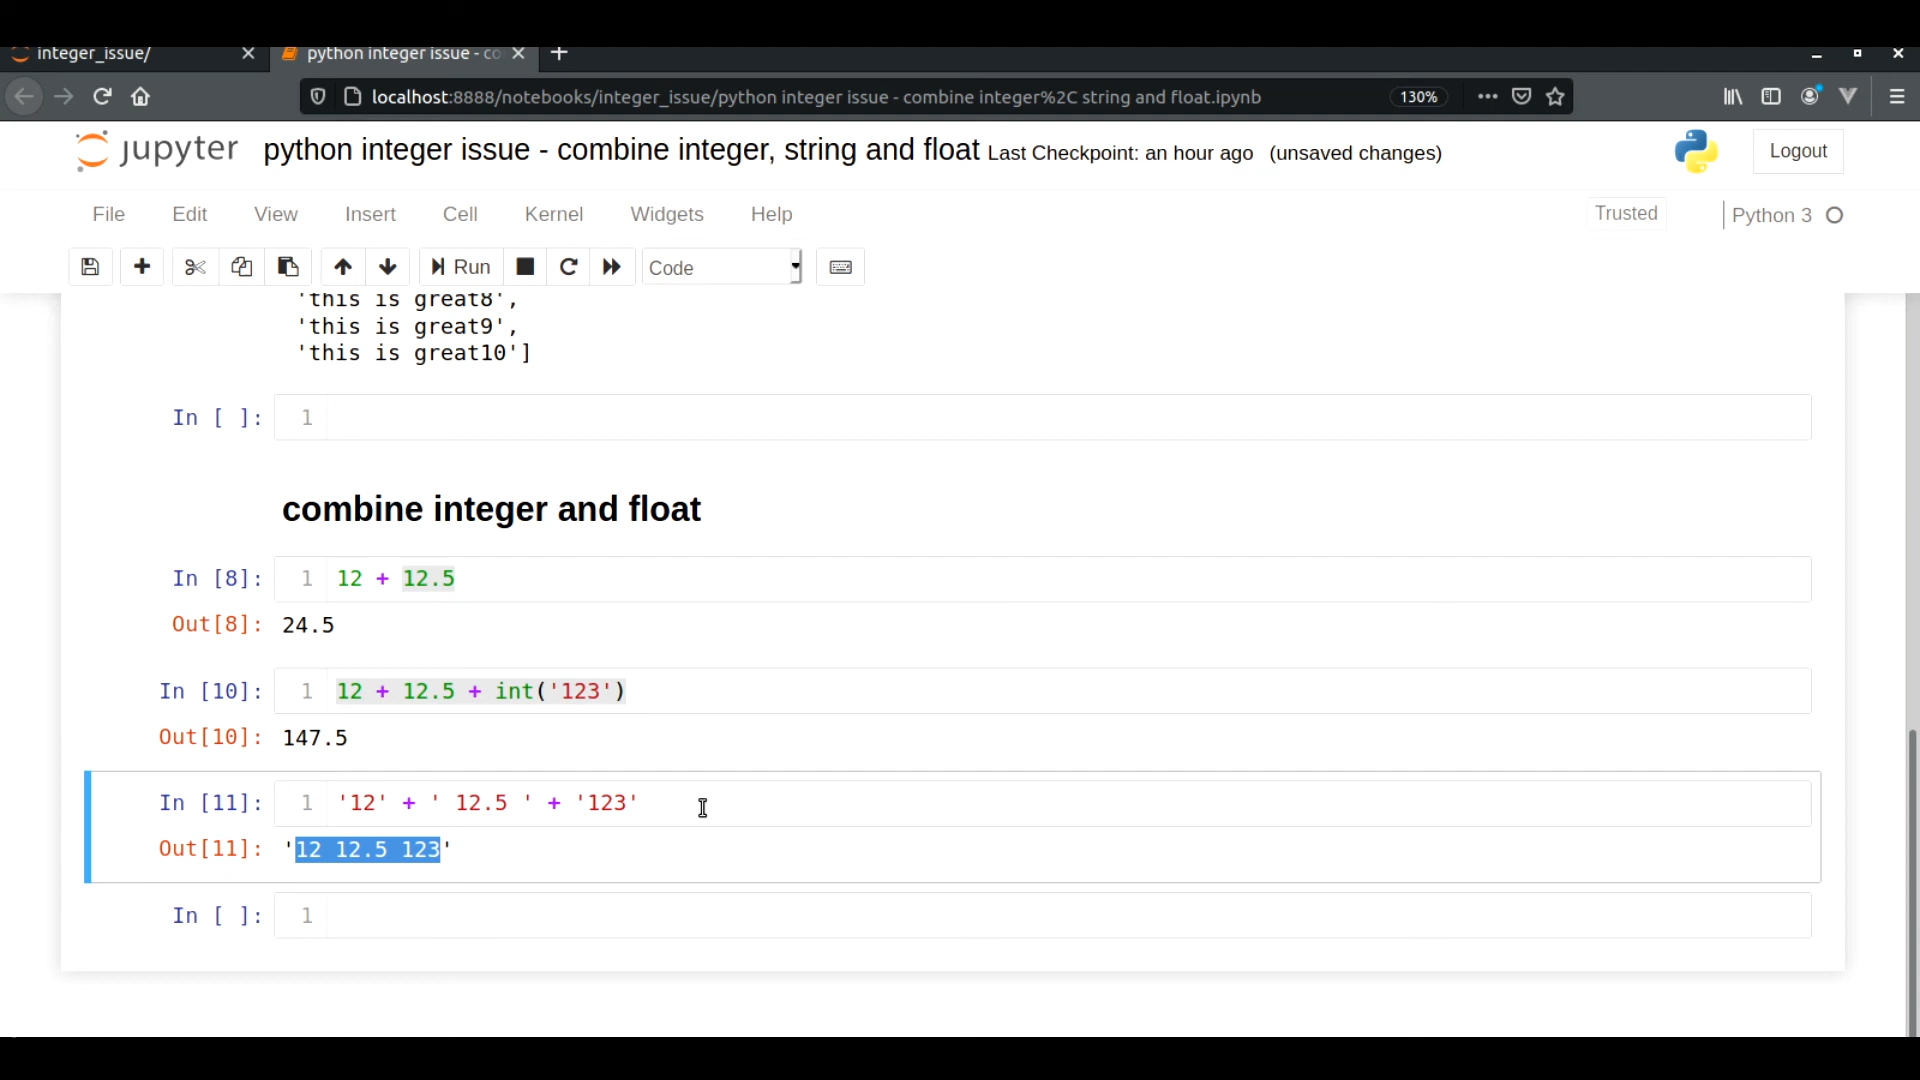 integer_issue/
python integer issue - co
localhost:8888/notebooks/integer_issue/python integer issue - combine integer%2C string and float.ipynb 130%
jupyter python integer issue - combine integer, string and float Last Checkpoint: an hour ago (unsaved changes) Logout
File Edit View Insert Cell Kernel Widgets Help Trusted Python 3
Run Code
'this is great8',
'this is great9',
'this is great10']
In [ ]: 1
combine integer and float
In [8]: 1 12 + 12.5
Out[8]: 24.5
In [10]: 1 12 + 12.5 + int('123')
Out[10]: 147.5
In [11]: 1 '12' + ' 12.5 ' + '123'
Out[11]: '12 12.5 123'
In [ ]: 1